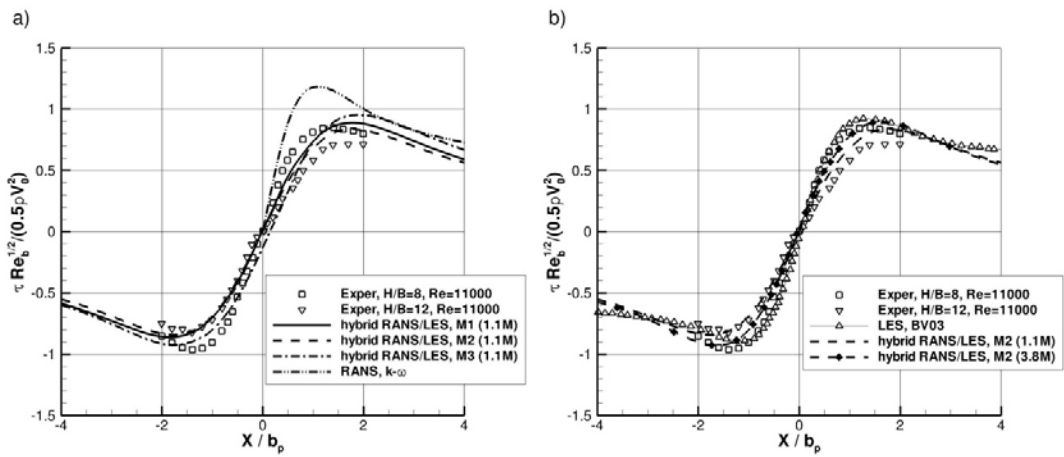 a)
1.5
1
0.5
0
-0.5
-1
-1.5
τ Re_b^{1/2}/(0.5ρV_0^2)
Exper, H/B=8, Re=11000
Exper, H/B=12, Re=11000
hybrid RANS/LES, M1 (1.1M)
hybrid RANS/LES, M2 (1.1M)
hybrid RANS/LES, M3 (1.1M)
RANS, k-ω
-4
-2
0
2
4
X / b_p
b)
1.5
1
0.5
0
-0.5
-1
-1.5
τ Re_b^{1/2}/(0.5ρV_0^2)
Exper, H/B=8, Re=11000
Exper, H/B=12, Re=11000
LES, BV03
hybrid RANS/LES, M2 (1.1M)
hybrid RANS/LES, M2 (3.8M)
-4
-2
0
2
4
X / b_p